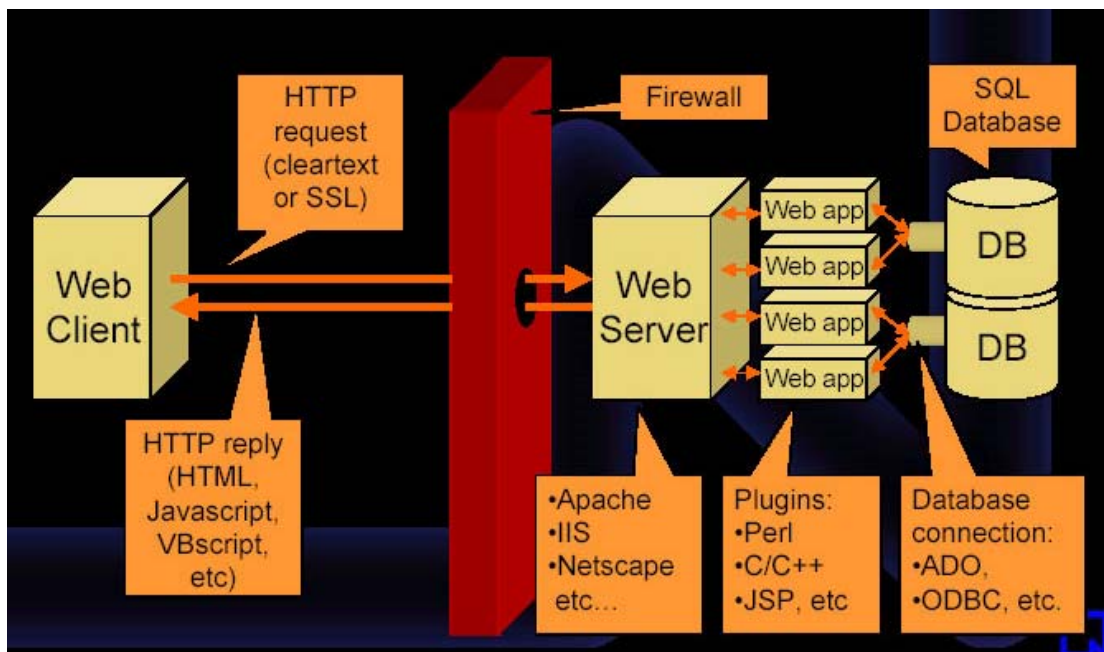 HTTP
request
(cleartext
or SSL)
Firewall
SQL
Database
Web
Client
Web
Server
Web app
Web app
Web app
Web app
DB
DB
HTTP reply
(HTML,
Javascript,
VBscript,
etc)
•Apache
•IIS
•Netscape
etc…
Plugins:
•Perl
•C/C++
•JSP, etc
Database
connection:
•ADO,
•ODBC, etc.